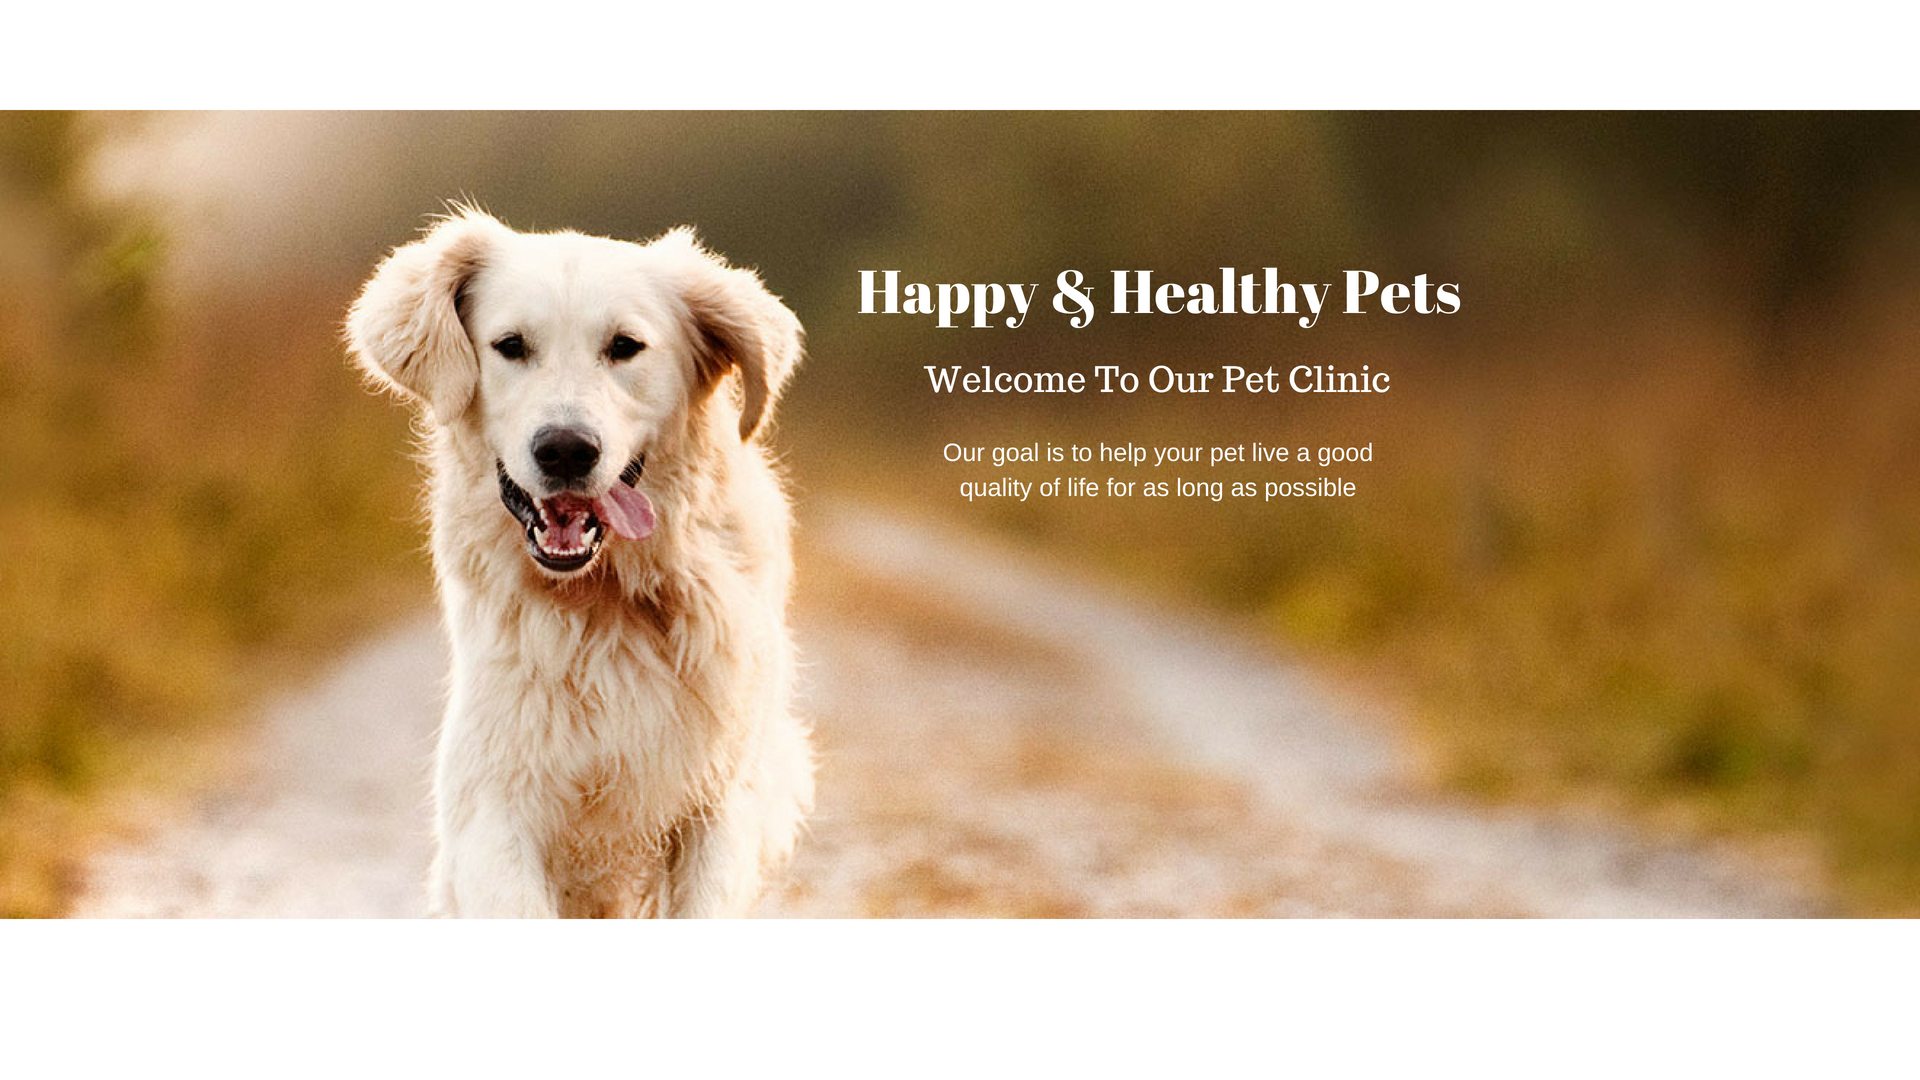 Happy & Healthy Pets
Welcome To Our Pet Clinic
Our goal is to help your pet live a good
quality of life for as long as possible